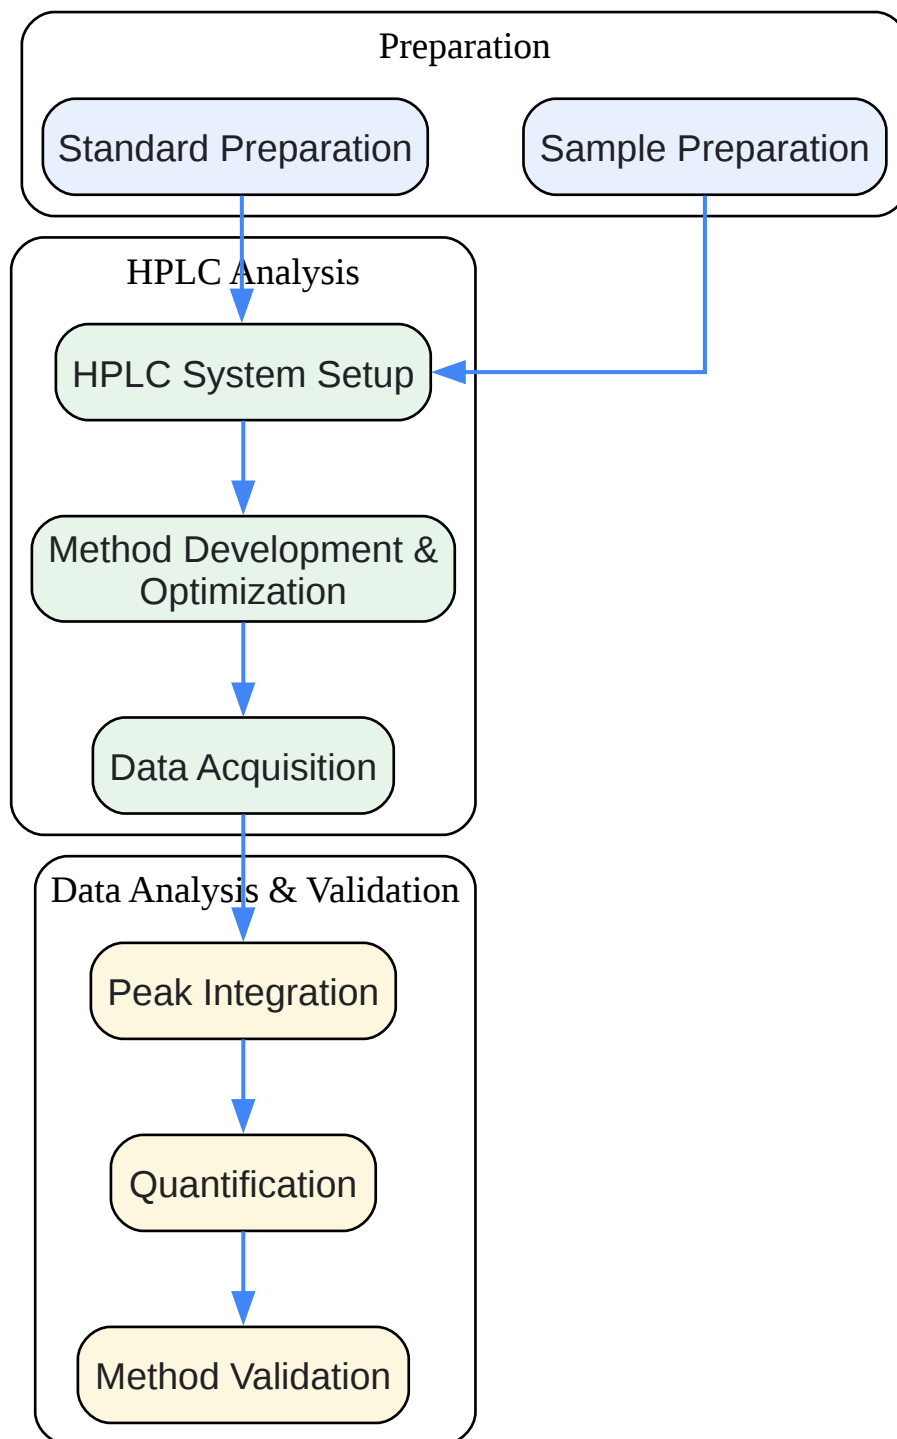 Preparation
Standard Preparation
Sample Preparation
HPLC Analysis
HPLC System Setup
Method Development &
Optimization
Data Acquisition
Data Analysis & Validation
Peak Integration
Quantification
Method Validation